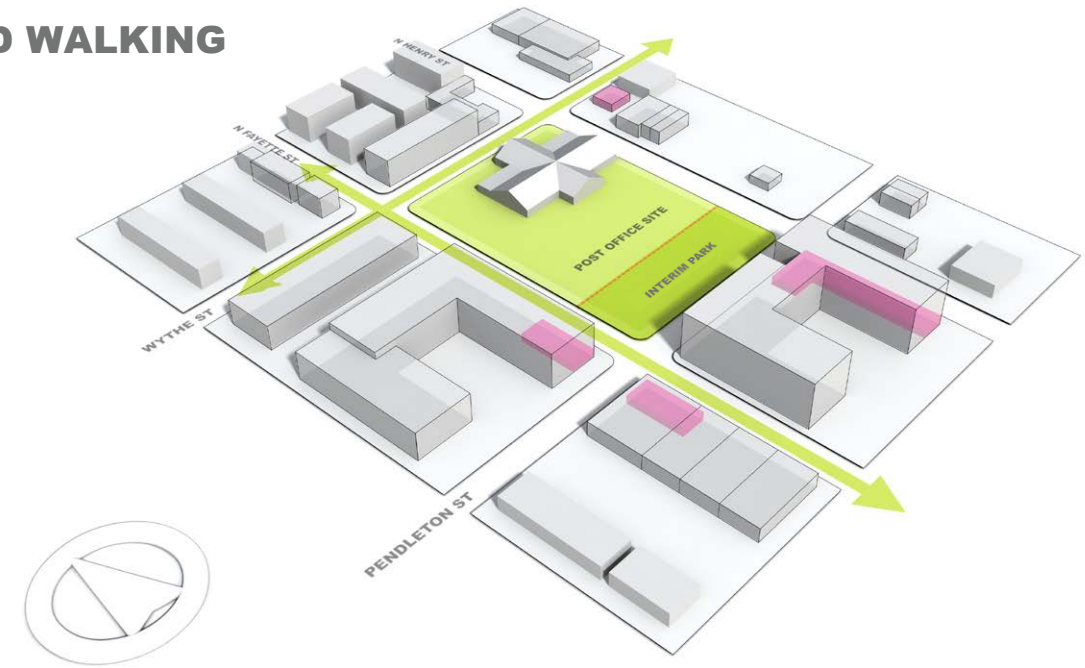 WALKING
N HENRY ST
N FAYETTE ST
POST OFFICE SITE
INTERIM PARK
WYTHE ST
PENDLETON ST